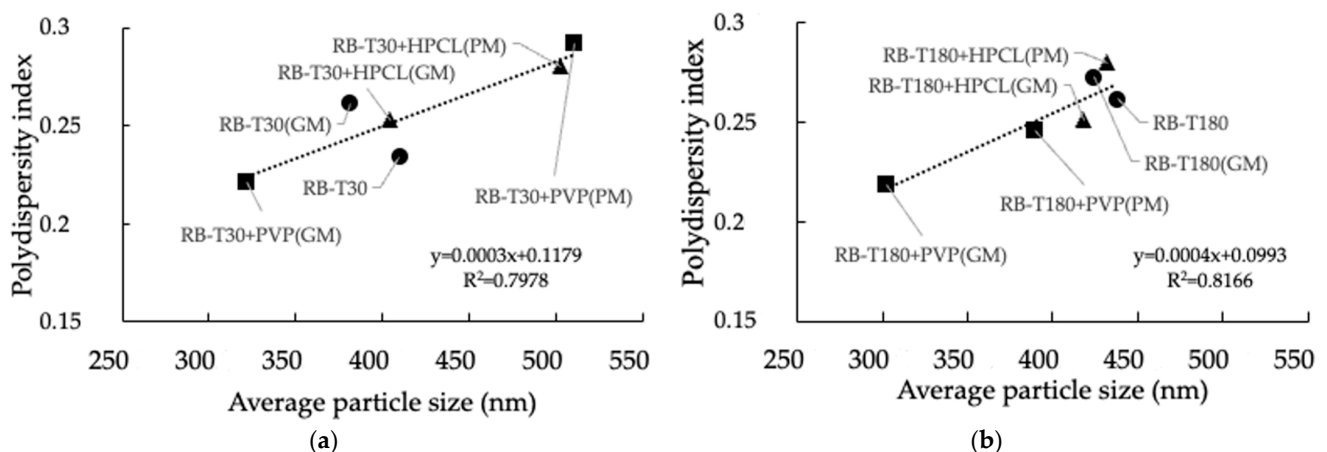 Polydispersity index
0.3
0.25
0.2
0.15
RB-T30+HPCL(PM)
RB-T30+HPCL(GM)
RB-T30(GM)
RB-T30
RB-T30+PVP(PM)
RB-T30+PVP(GM)
y=0.0003x+0.1179
R²=0.7978
250 300 350 400 450 500 550
Average particle size (nm)
(a)
Polydispersity index
0.3
0.25
0.2
0.15
RB-T180+HPCL(PM)
RB-T180+HPCL(GM)
RB-T180
RB-T180(GM)
RB-T180+PVP(PM)
RB-T180+PVP(GM)
y=0.0004x+0.0993
R²=0.8166
250 300 350 400 450 500 550
Average particle size (nm)
(b)